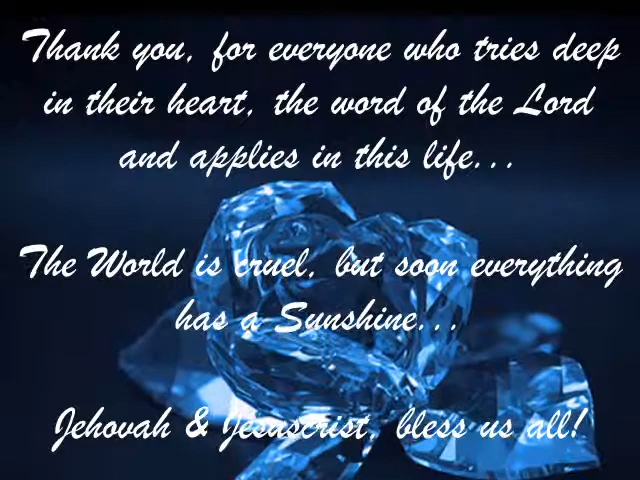 Thank you, for everyone who tries deep
in their heart, the word of the Lord
and applies in this life...
The World is cruel, but soon everything
has a Sunshine...
Jehovah & Jesuscrist, bless us all!